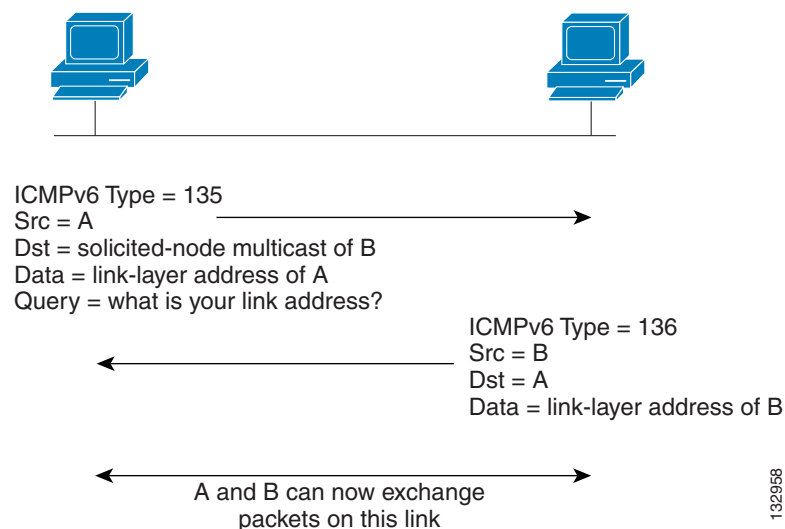 ICMPv6 Type = 135
Src = A
Dst = solicited-node multicast of B
Data = link-layer address of A
Query = what is your link address?
ICMPv6 Type = 136
Src = B
Dst = A
Data = link-layer address of B
A and B can now exchange
packets on this link
132958